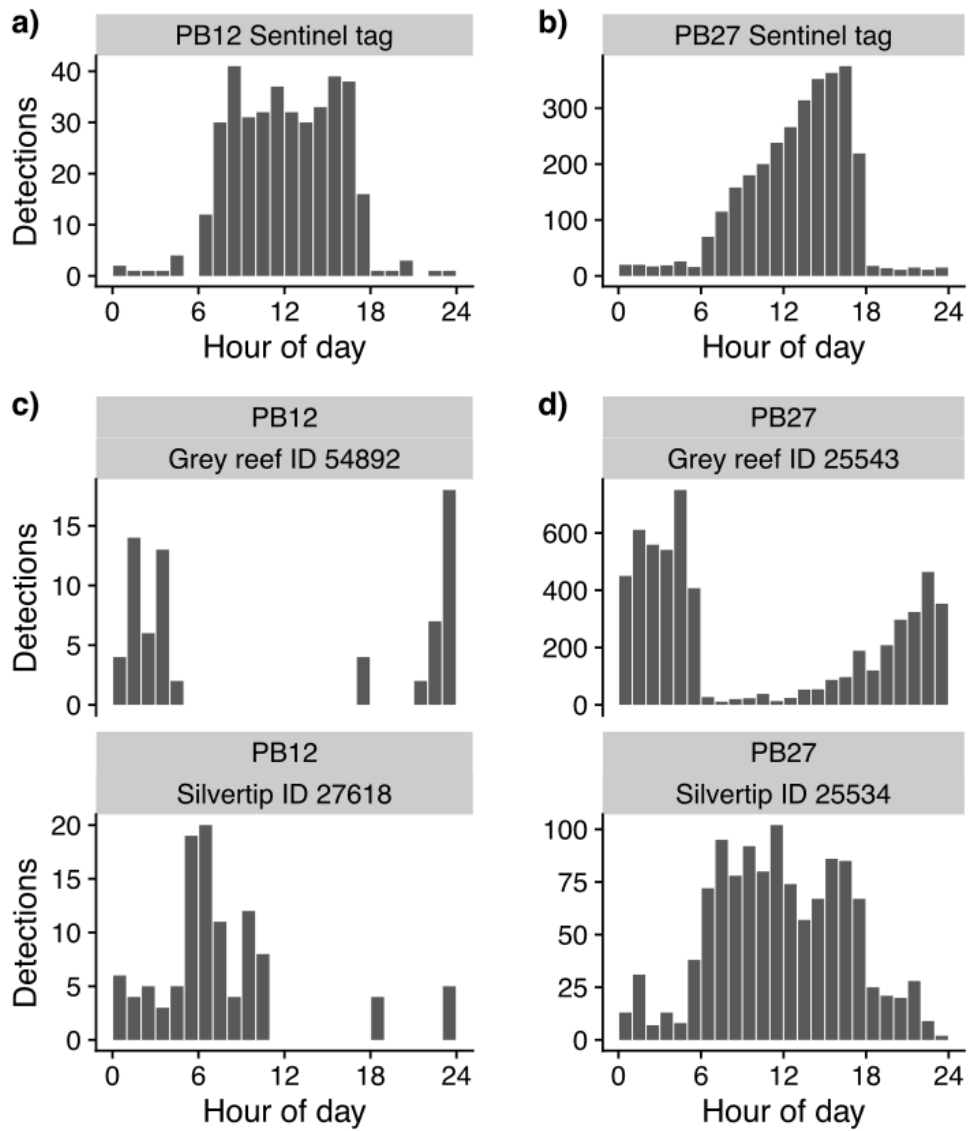 a)
PB12 Sentinel tag
40
30
20
10
0
Detections
0 6 12 18 24
Hour of day
b)
PB27 Sentinel tag
300
200
100
0
0 6 12 18 24
Hour of day
c)
PB12
Grey reef ID 54892
15
10
5
0
Detections
PB12
Silvertip ID 27618
20
15
10
5
0
Detections
0 6 12 18 24
Hour of day
d)
PB27
Grey reef ID 25543
600
400
200
0
PB27
Silvertip ID 25534
100
75
50
25
0
0 6 12 18 24
Hour of day